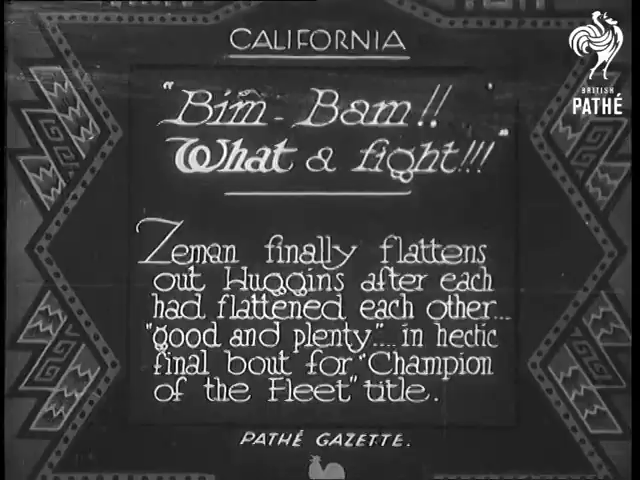 CALIFORNIA
"Bim - Bam!!
What a fight!!!"
Zeman finally flattens
out Huggins after each
had flattened each other...
"good and plenty"... in hectic
final bout for "Champion
of the Fleet" title.
PATHÉ GAZETTE.
BRITISH
PATHÉ